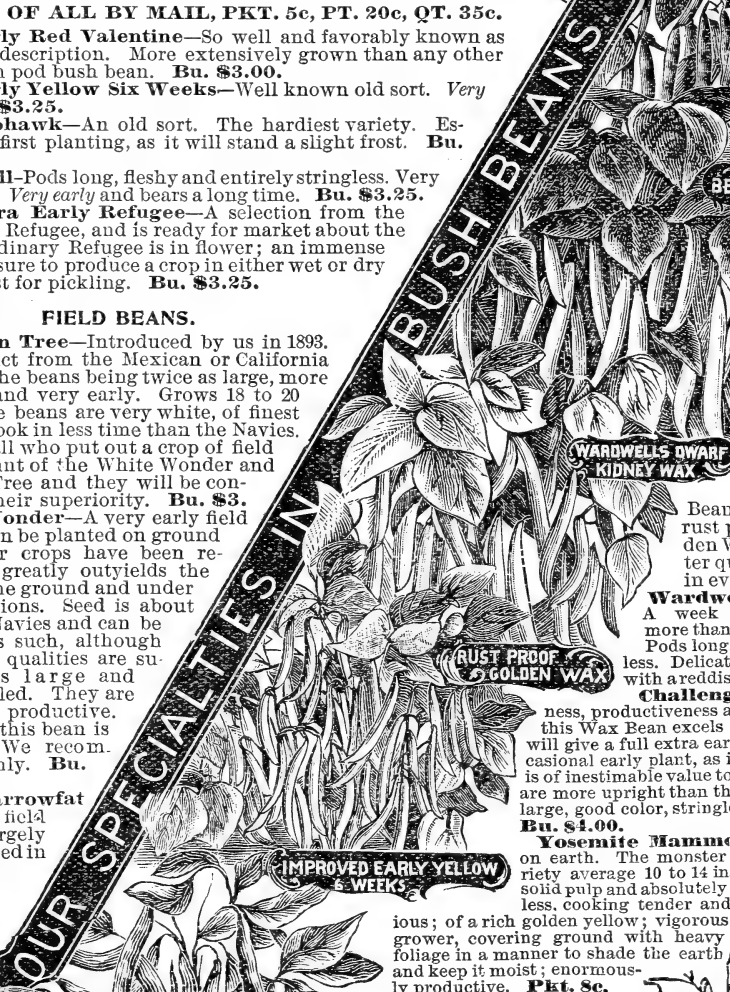 OF ALL BY MAIL, PKT. 5c, PT. 20c, QT. 35c.
ly Red Valentine—So well and favorably known as
description. More extensively grown than any other
pod bush bean. Bu. $3.00.
ly Yellow Six Weeks—Well known old sort. Very
$3.25.
hawk—An old sort. The hardiest variety. Es-
first planting, as it will stand a slight frost. Bu.
ll-Pods long, fleshy and entirely stringless. Very
Very early and bears a long time. Bu. $3.25.
ra Early Refugee—A selection from the
Refugee, and is ready for market about the
dinary Refugee is in flower; an immense
sure to produce a crop in either wet or dry
t for pickling. Bu. $3.25.
FIELD BEANS.
n Tree—Introduced by us in 1893.
ct from the Mexican or California
he beans being twice as large, more
and very early. Grows 18 to 20
e beans are very white, of finest
ook in less time than the Navies.
ll who put out a crop of field
unt of the White Wonder and
Tree and they will be con-
heir superiority. Bu. $3.
onder—A very early field
n be planted on ground
r crops have been re-
greatly outyields the
he ground and under
ions. Seed is about
Navies and can be
s such, although
qualities are su-
s large and
led. They are
productive.
this bean is
We recom-
nly. Bu.
arrowfat
field
rgely
ed in
OUR SPECIALTIES IN BUSH BEANS
BE
WARDWELLS DWARF
KIDNEY WAX
RUST PROOF
GOLDEN WAX
IMPROVED EARLY YELLOW
6 WEEKS
Bean
rust p
den W
ter qu
in ev
Wardwe
A week
more than
Pods long
less. Delicat
with a reddis
Challeng
ness, productiveness a
this Wax Bean excels
will give a full extra ear
casional early plant, as i
is of inestimable value to
are more upright than th
large, good color, stringle
Bu. $4.00.
Yosemite Mammo
on earth. The monster
riety average 10 to 14 in
solid pulp and absolutely
less. cooking tender and
ious; of a rich golden yellow; vigorous
grower, covering ground with heavy
foliage in a manner to shade the earth
and keep it moist; enormous-
ly productive. Pkt. 8c.